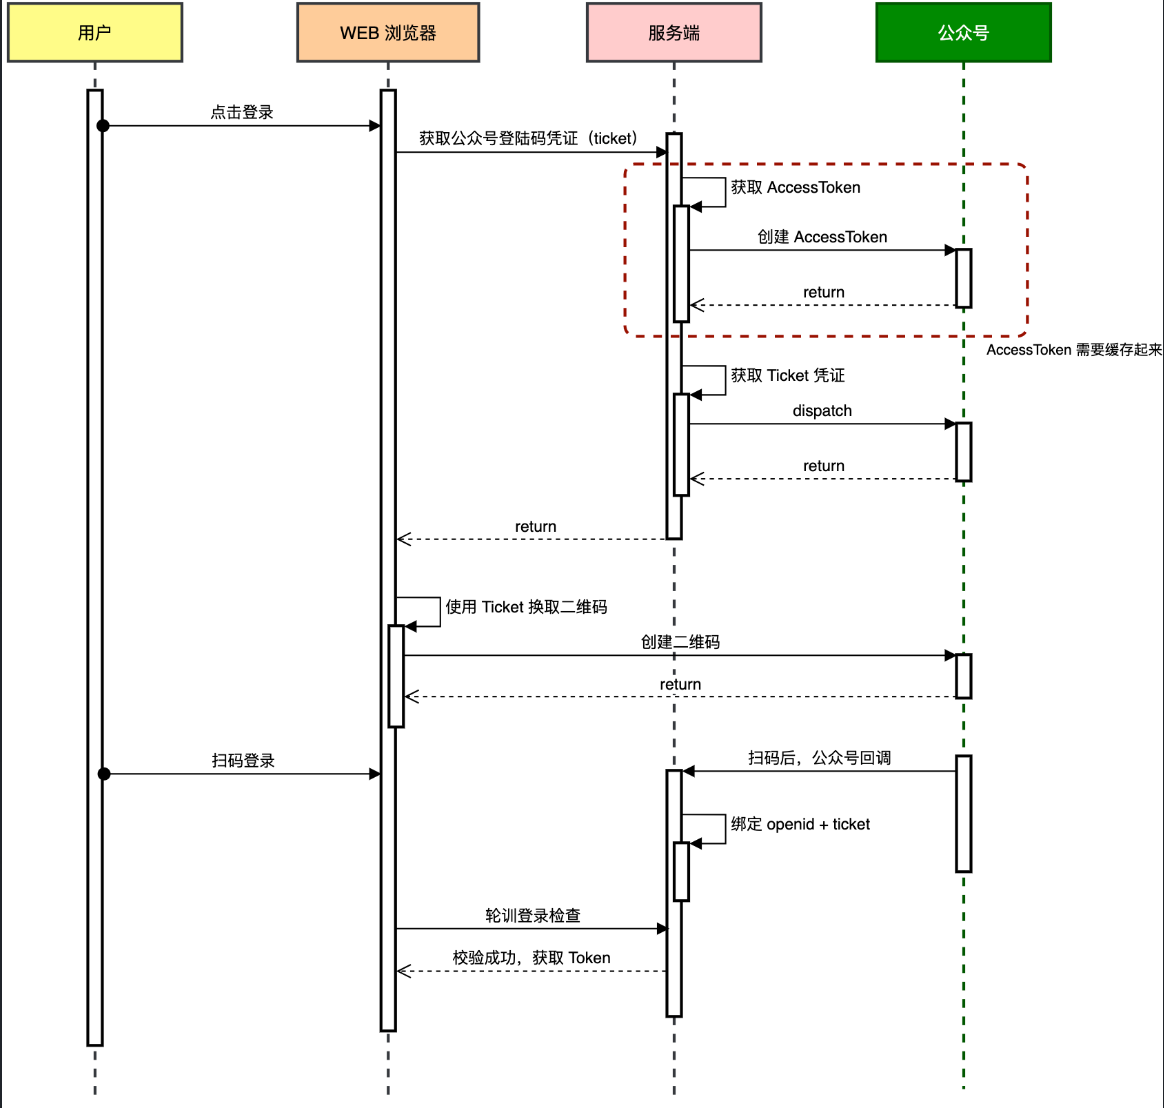 用户
WEB 浏览器
服务端
公众号
点击登录
获取公众号登陆码凭证（ticket）
获取 AccessToken
创建 AccessToken
return
AccessToken 需要缓存起来
获取 Ticket 凭证
dispatch
return
return
使用 Ticket 换取二维码
创建二维码
return
扫码登录
扫码后，公众号回调
绑定 openid + ticket
轮训登录检查
校验成功，获取 Token